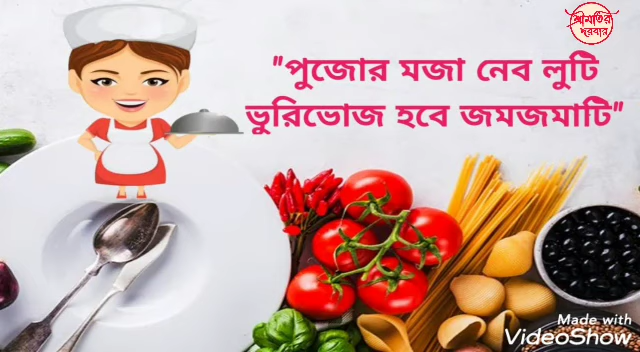 শ্রীমতির
দরবার
"পুজোর মজা নেব লুটি
ভুরিভোজ হবে জমজমাটি"
Made with
VideoShow